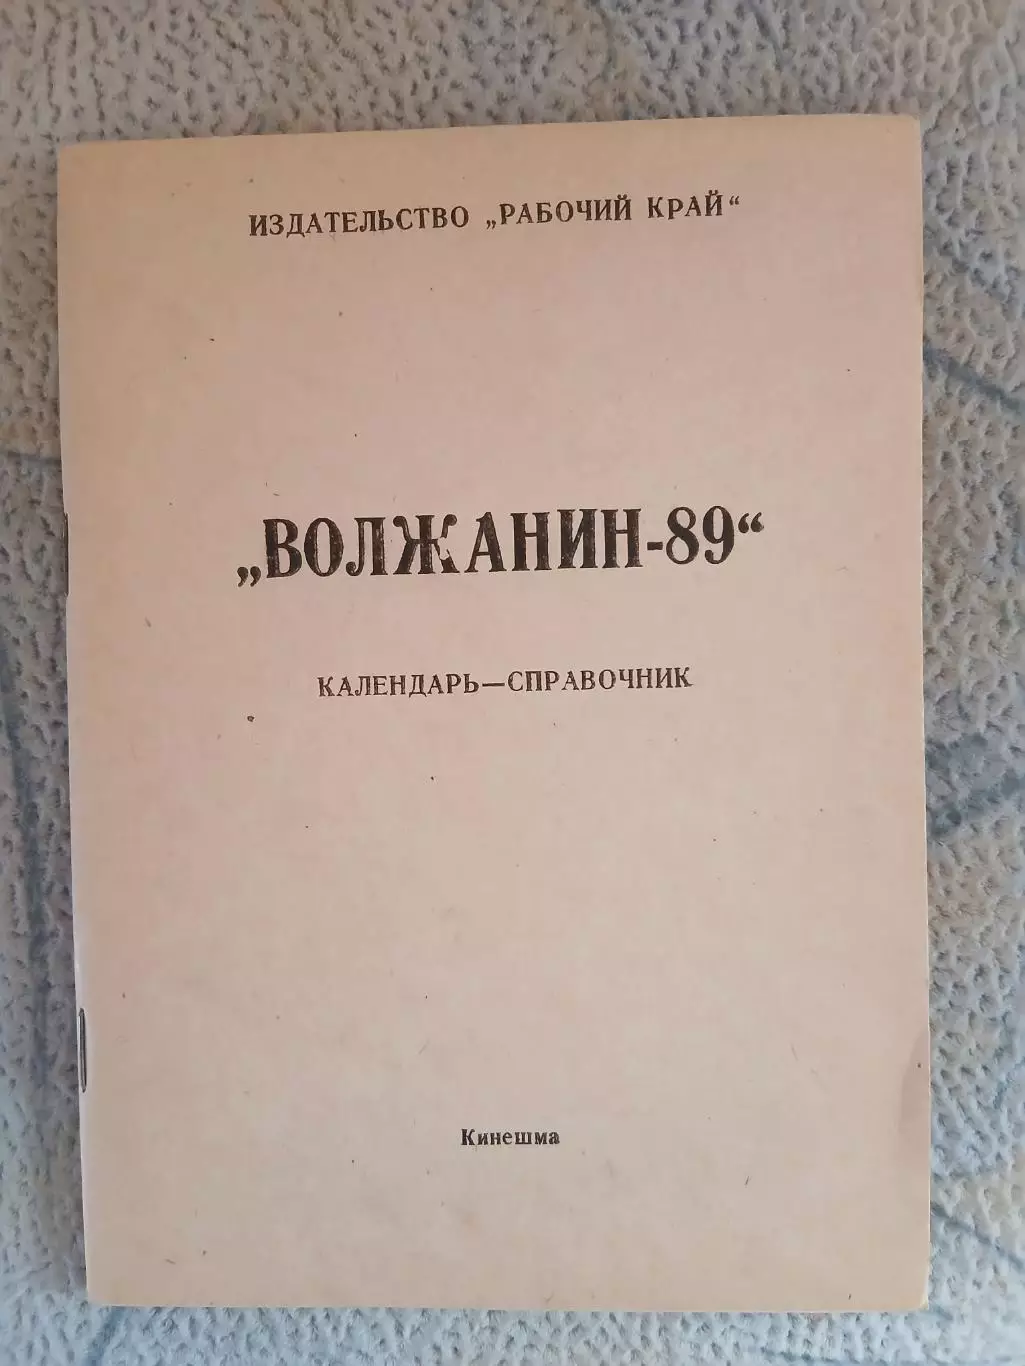 ИЗДАТЕЛЬСТВО „РАБОЧИЙ КРАЙ“
„ВОЛЖАНИН-89“
КАЛЕНДАРЬ—СПРАВОЧНИК
Кинешма